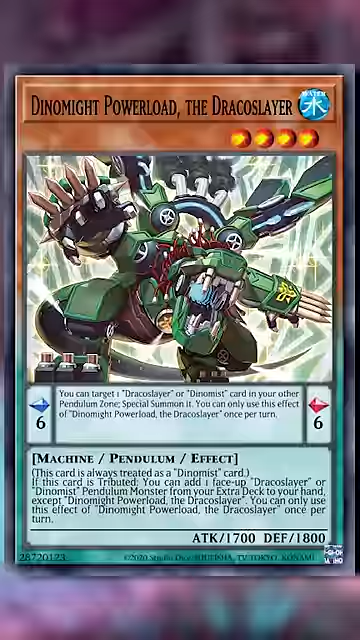 DINOMIGHT POWERLOAD, THE DRACOSLAYER
WATER
水
You can target 1 "Dracoslayer" or "Dinomist" card in your other
Pendulum Zone; Special Summon it. You can only use this effect
of "Dinomight Powerload, the Dracoslayer" once per turn.
6
6
[MACHINE / PENDULUM / EFFECT]
(This card is always treated as a "Dinomist" card.)
If this card is Tributed: You can add 1 face-up "Dracoslayer" or
"Dinomist" Pendulum Monster from your Extra Deck to your hand,
except "Dinomight Powerload, the Dracoslayer". You can only use
this effect of "Dinomight Powerload, the Dracoslayer" once per
turn.
ATK/1700 DEF/1800
28720123
©2020 Studio Dice/SHUEISHA, TV TOKYO, KONAMI